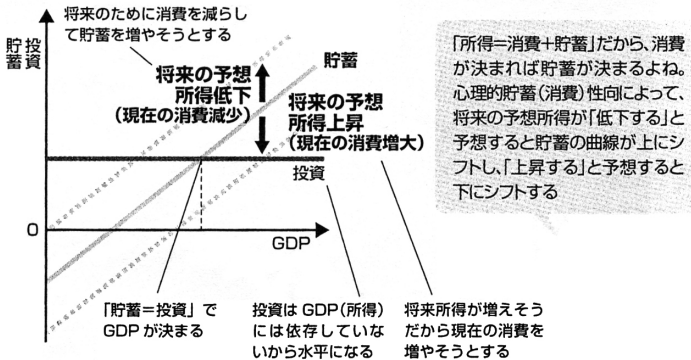 将来のために消費を減らし
て貯蓄を増やそうとする
投資
貯蓄
将来の予想
所得低下
(現在の消費減少)
貯蓄
将来の予想
所得上昇
(現在の消費増大)
投資
0
GDP
「貯蓄=投資」で
GDPが決まる
投資はGDP(所得)
には依存していな
いから水平になる
将来所得が増えそう
だから現在の消費を
増やそうとする
「所得=消費+貯蓄」だから、消費
が決まれば貯蓄が決まるよね。
心理的貯蓄(消費)性向によって、
将来の予想所得が「低下する」と
予想すると貯蓄の曲線が上にシ
フトし、「上昇する」と予想すると
下にシフトする